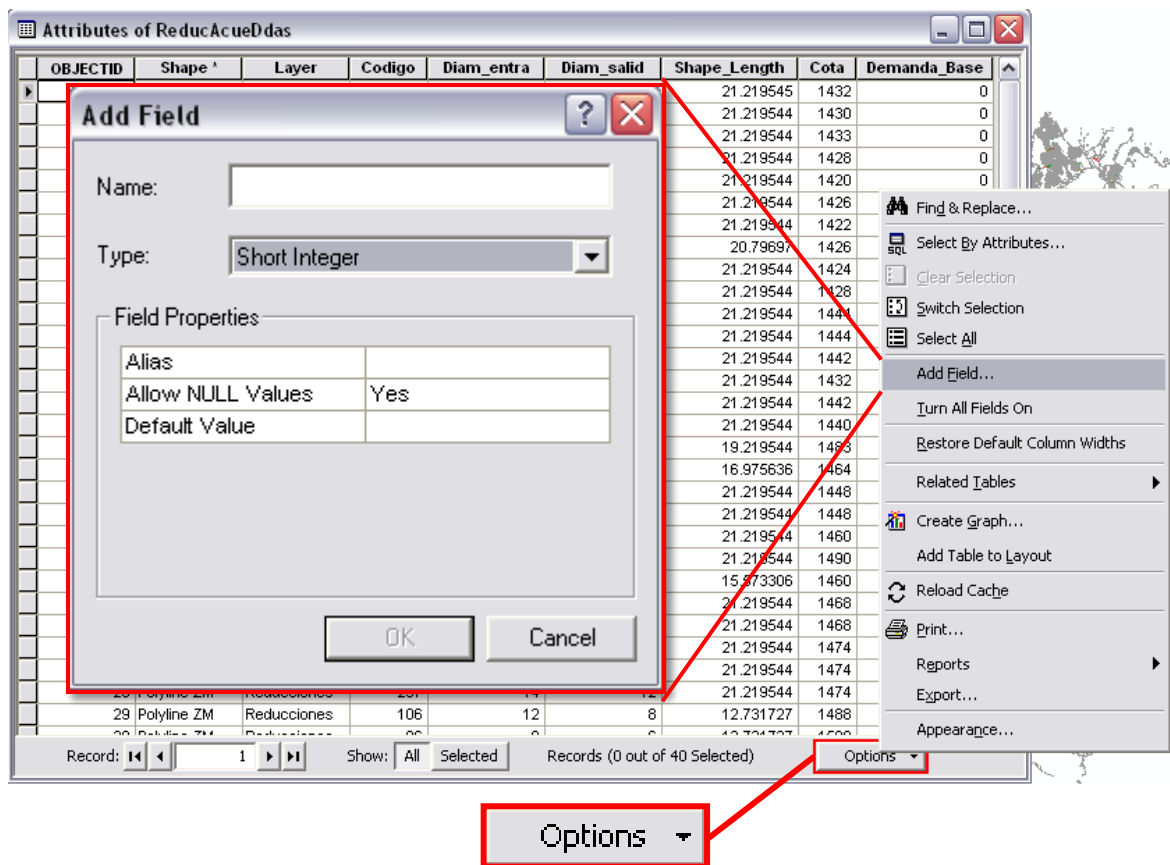 Attributes of ReducAcueDdas
OBJECTID Shape * Layer Codigo Diam_entra Diam_salid Shape_Length Cota Demanda_Base
21.219545 1432 0
21.219544 1430 0
21.219544 1433 0
21.219544 1428 0
21.219544 1420 0
21.219544 1426
21.219544 1422
20.79697 1426
21.219544 1424
21.219544 1428
21.219544 1444
21.219544 1444
21.219544 1442
21.219544 1432
21.219544 1442
21.219544 1440
19.219544 1483
16.975636 1464
21.219544 1448
21.219544 1448
21.219544 1460
21.219544 1490
15.573306 1460
21.219544 1468
21.219544 1468
21.219544 1474
21.219544 1474
21.219544 1474
29 Polyline ZM Reducciones 106 12 8 12.731727 1488
Add Field
Name:
Type: Short Integer
Field Properties
Alias
Allow NULL Values Yes
Default Value
OK Cancel
Find & Replace...
SQL Select By Attributes...
Clear Selection
Switch Selection
Select All
Add Field...
Turn All Fields On
Restore Default Column Widths
Related Tables
Create Graph...
Add Table to Layout
Reload Cache
Print...
Reports
Export...
Appearance...
Record: 1 Show: All Selected Records (0 out of 40 Selected) Options
Options